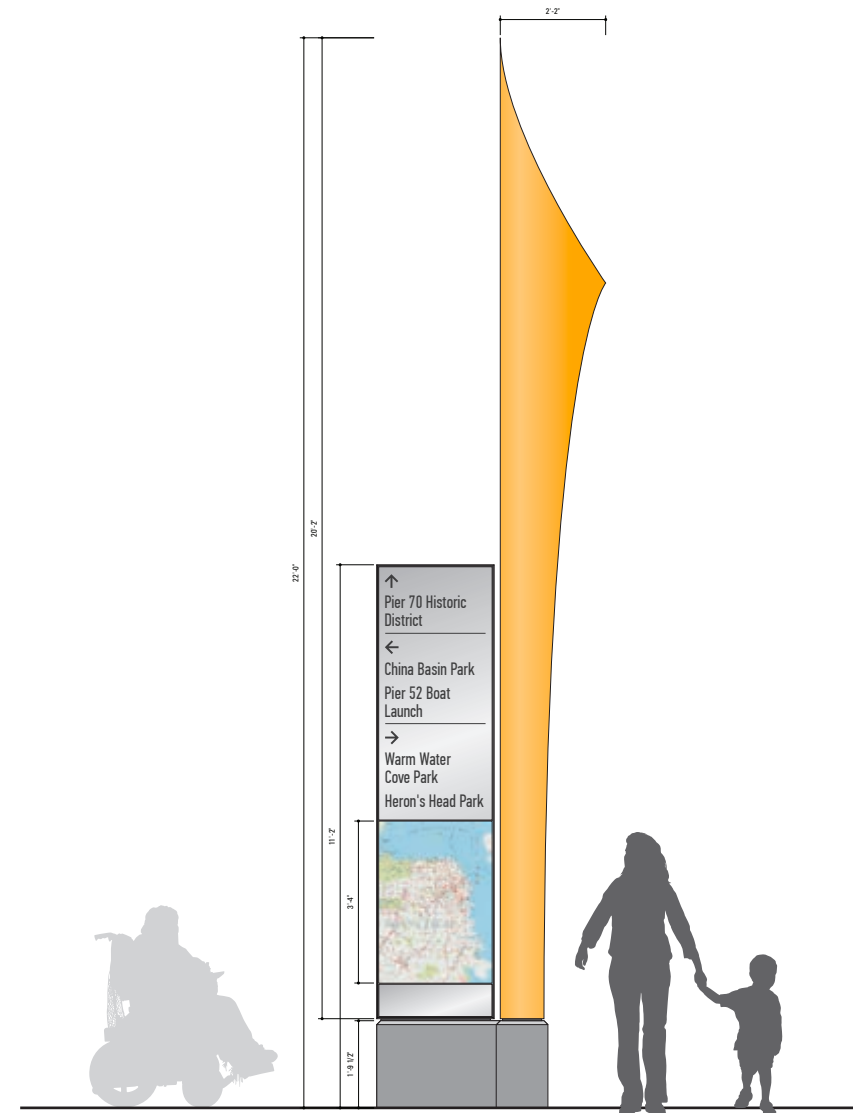 2'-2"
22'-0"
20'-2"
11'-2"
3'-4"
1'-9 1/2"
↑
Pier 70 Historic
District
←
China Basin Park
Pier 52 Boat
Launch
→
Warm Water
Cove Park
Heron's Head Park